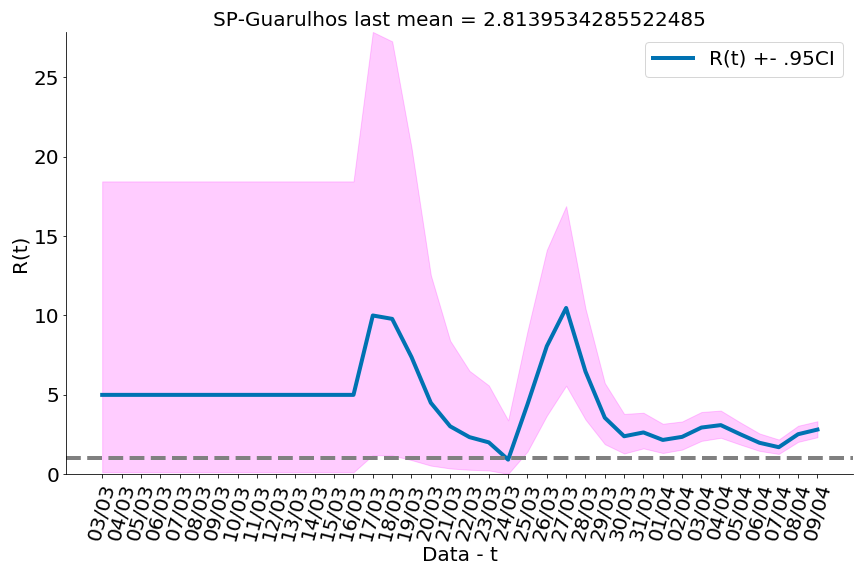 SP-Guarulhos last mean = 2.8139534285522485
R(t) +- .95CI
25
20
15
10
5
0
R(t)
03/03 04/03 05/03 06/03 07/03 08/03 09/03 10/03 11/03 12/03 13/03 14/03 15/03 16/03 17/03 18/03 19/03 20/03 21/03 22/03 23/03 24/03 25/03 26/03 27/03 28/03 29/03 30/03 31/03 01/04 02/04 03/04 04/04 05/04 06/04 07/04 08/04 09/04
Data - t